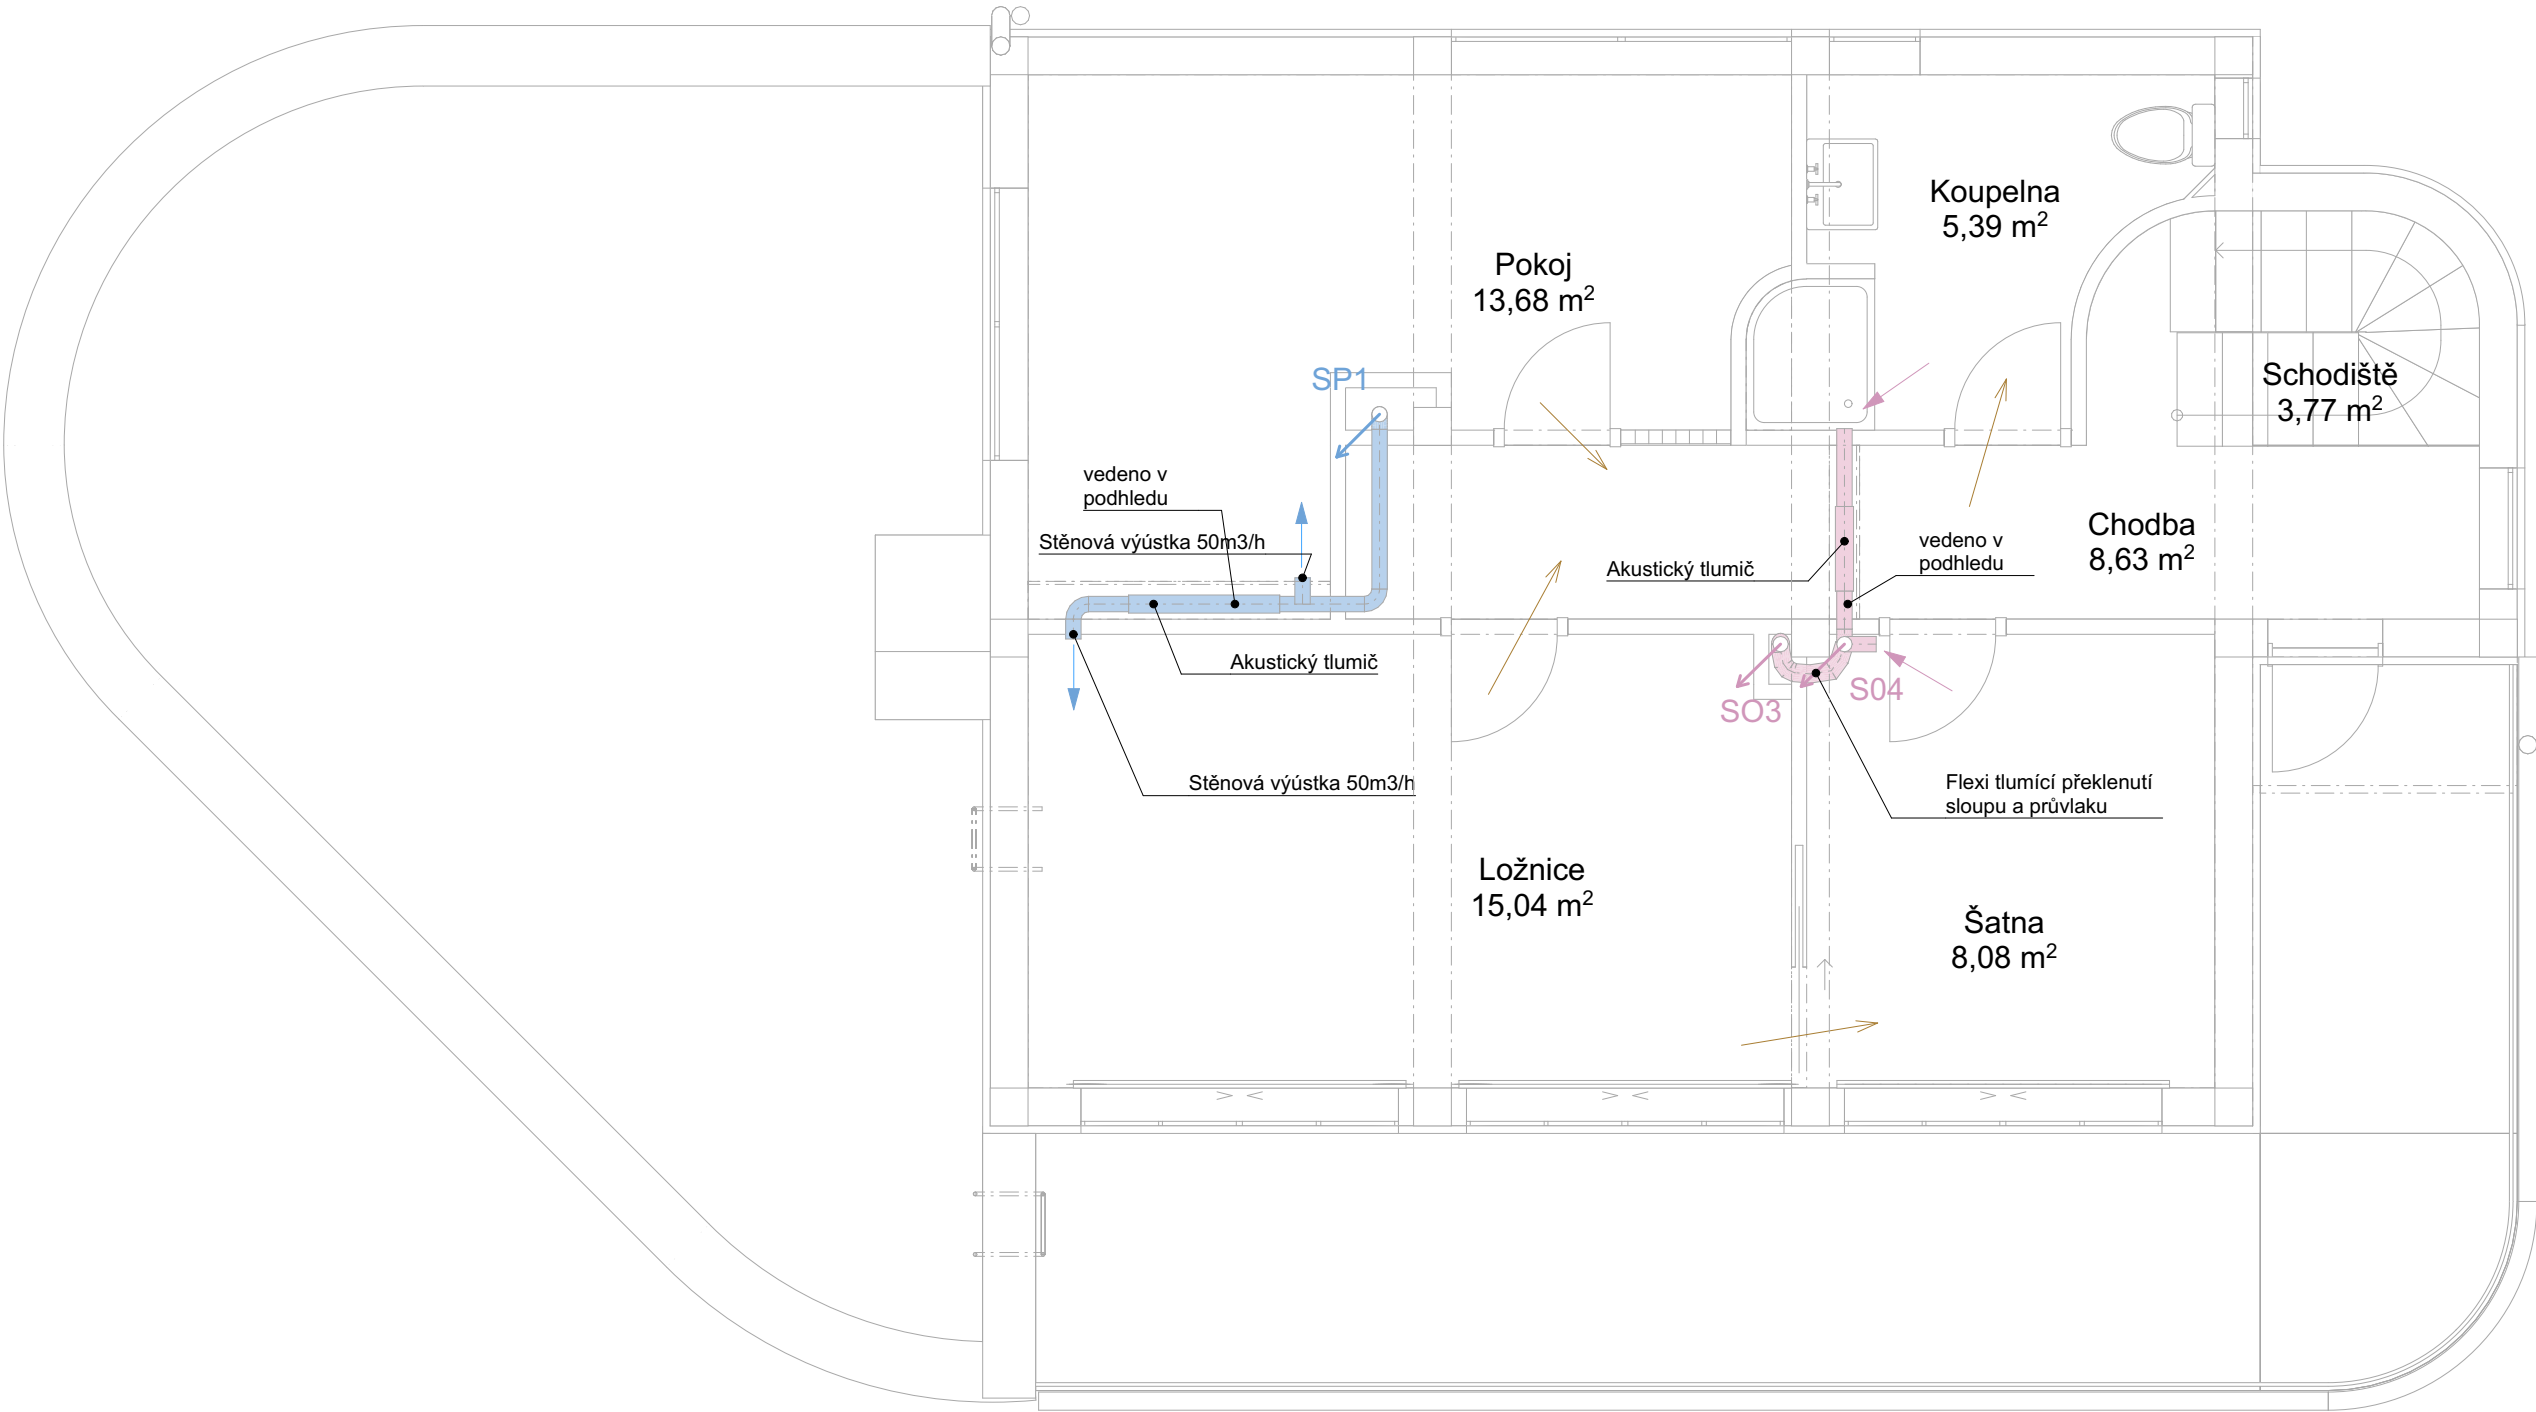 Koupelna
5,39 m²
Pokoj
13,68 m²
SP1
Schodiště
3,77 m²
vedeno v
podhledu
Stěnová výústka 50m3/h
Chodba
8,63 m²
vedeno v
podhledu
Akustický tlumič
Akustický tlumič
S04
SO3
Stěnová výústka 50m3/h
Flexi tlumící překlenutí
sloupu a průvlaku
Ložnice
15,04 m²
Šatna
8,08 m²